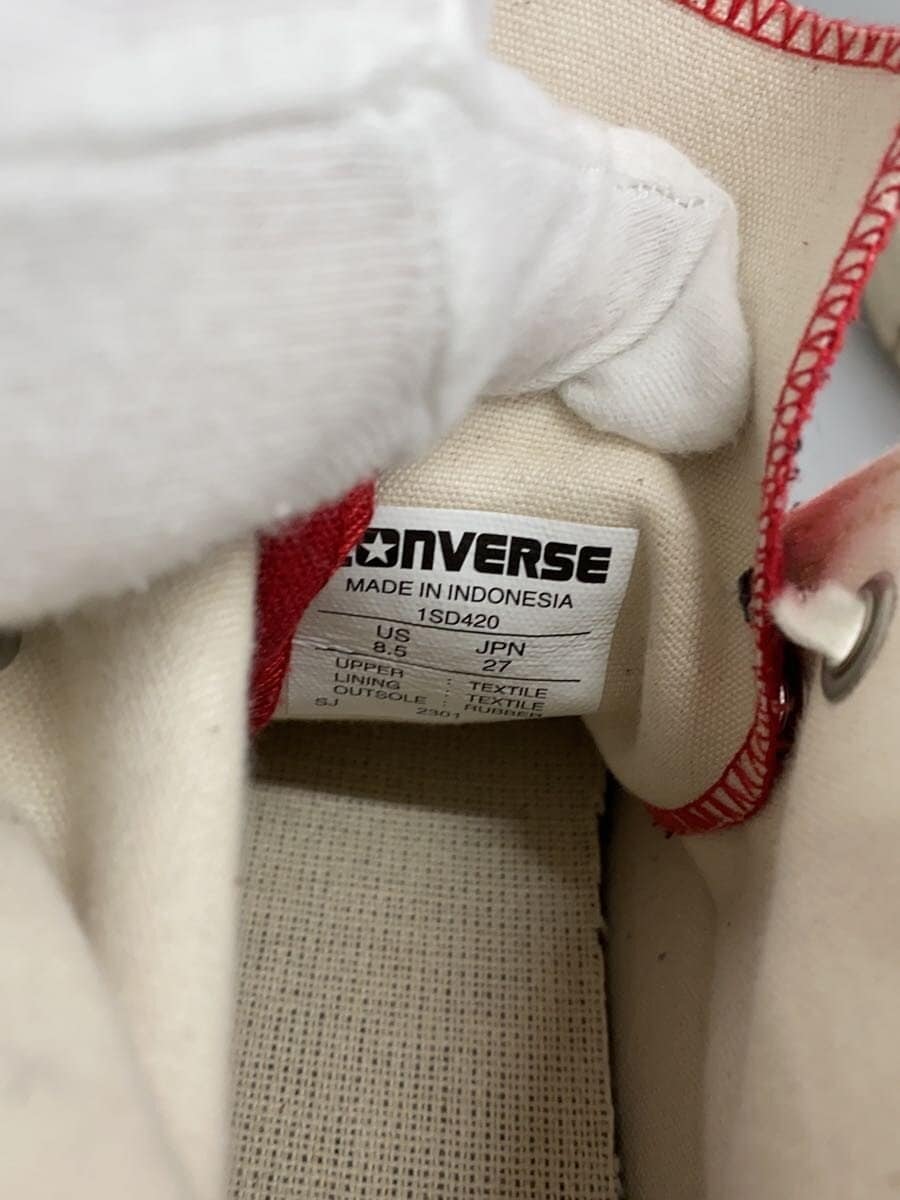 CONVERSE
MADE IN INDONESIA
1SD420
US JPN
8.5 27
UPPER : TEXTILE
LINING : TEXTILE
OUTSOLE : RUBBER
SJ 2301